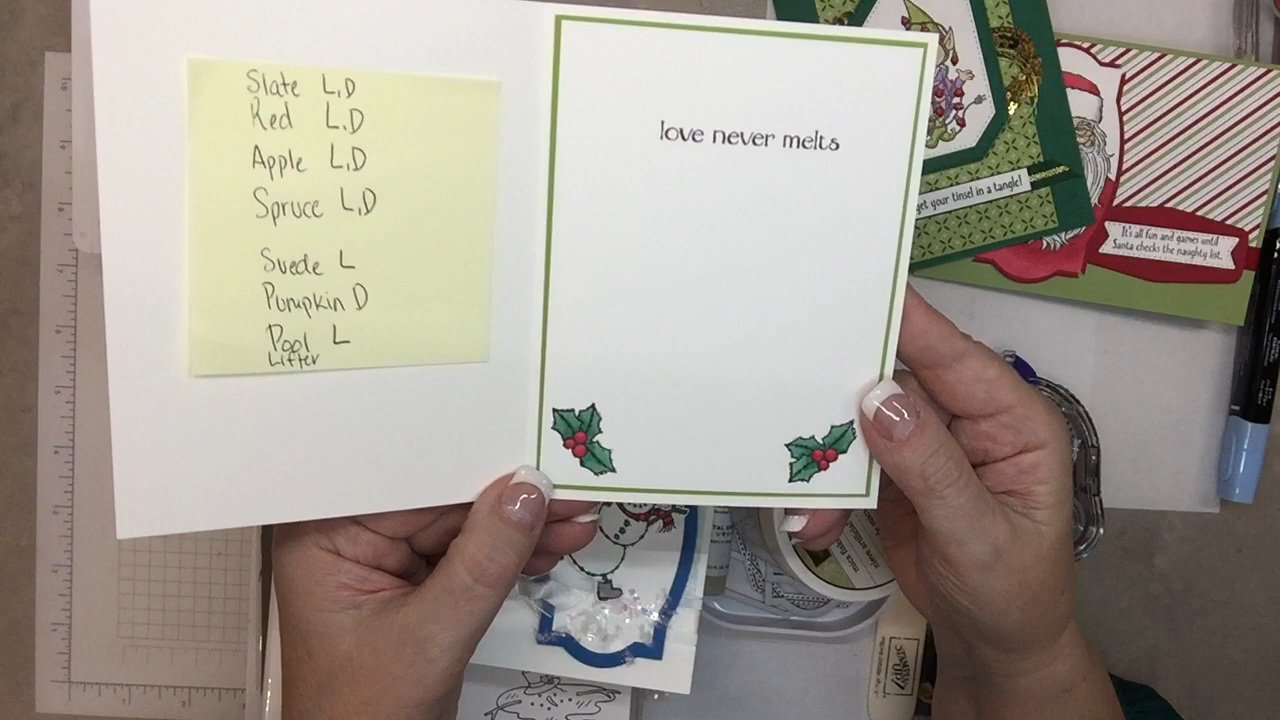 Slate L,D
Red L,D
Apple L,D
Spruce L,D
Suede L
Pumpkin D
Pool L
Lifter
love never melts
get your tinsel in a tangle!
It's all fun and games until
Santa checks the naughty list.